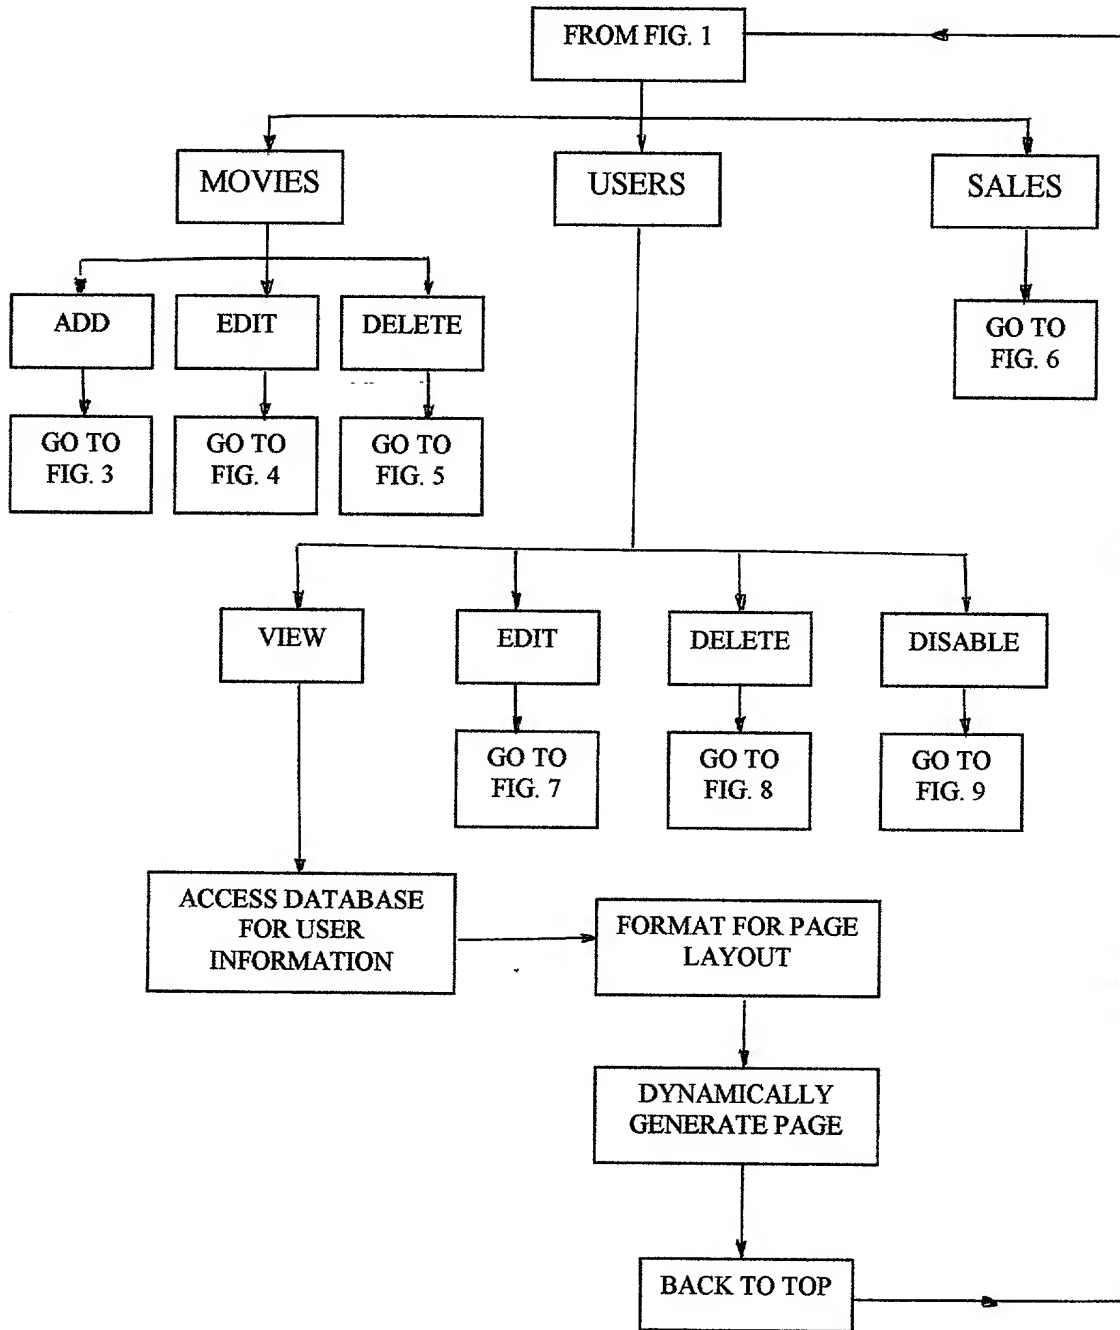 FROM FIG. 1
MOVIES
USERS
SALES
ADD
EDIT
DELETE
GO TO
FIG. 6
GO TO
FIG. 3
GO TO
FIG. 4
GO TO
FIG. 5
VIEW
EDIT
DELETE
DISABLE
GO TO
FIG. 7
GO TO
FIG. 8
GO TO
FIG. 9
ACCESS DATABASE
FOR USER
INFORMATION
FORMAT FOR PAGE
LAYOUT
DYNAMICALLY
GENERATE PAGE
BACK TO TOP